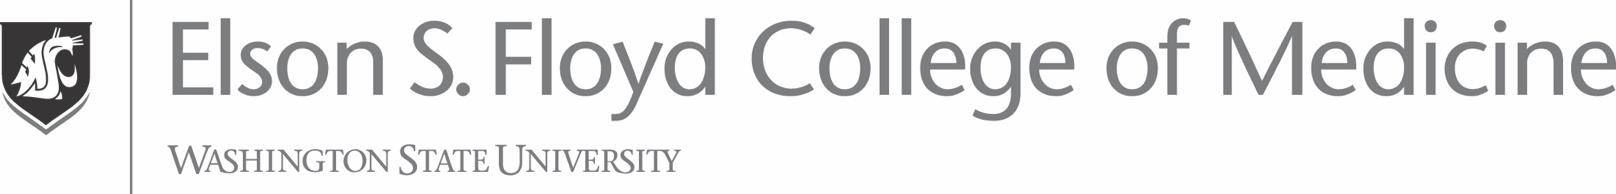 Elson S. Floyd College of Medicine
WASHINGTON STATE UNIVERSITY